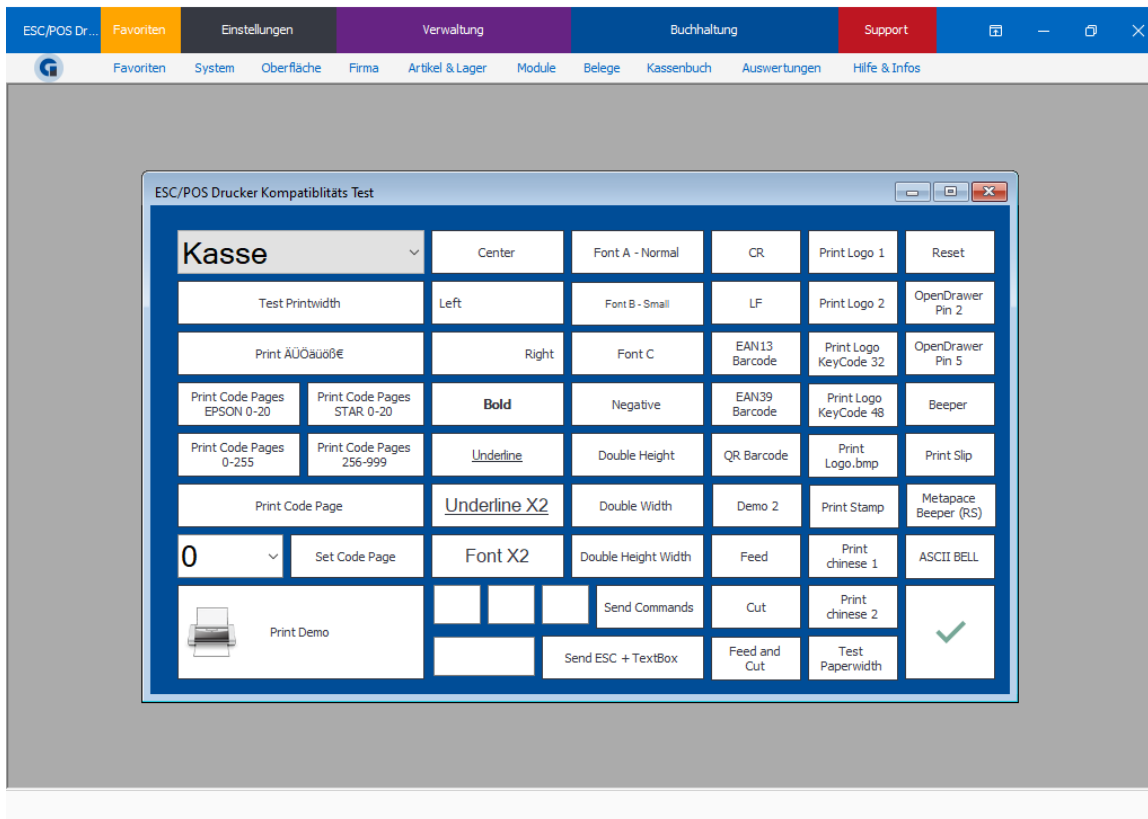 ESC/POS Dr...
Favoriten
Einstellungen
Verwaltung
Buchhaltung
Support
G
Favoriten
System
Oberfläche
Firma
Artikel & Lager
Module
Belege
Kassenbuch
Auswertungen
Hilfe & Infos
ESC/POS Drucker Kompatiblitäts Test
Kasse
Center
Font A - Normal
CR
Print Logo 1
Reset
Test Printwidth
Left
Font B - Small
LF
Print Logo 2
OpenDrawer
Pin 2
Print ÄÜÖäüöß€
Right
Font C
EAN13
Barcode
Print Logo
KeyCode 32
OpenDrawer
Pin 5
Print Code Pages
EPSON 0-20
Print Code Pages
STAR 0-20
Bold
Negative
EAN39
Barcode
Print Logo
KeyCode 48
Beeper
Print Code Pages
0-255
Print Code Pages
256-999
Underline
Double Height
QR Barcode
Print
Logo.bmp
Print Slip
Print Code Page
Underline X2
Double Width
Demo 2
Print Stamp
Metapace
Beeper (RS)
0
Set Code Page
Font X2
Double Height Width
Feed
Print
chinese 1
ASCII BELL
Print Demo
Send Commands
Cut
Print
chinese 2
Send ESC + TextBox
Feed and
Cut
Test
Paperwidth